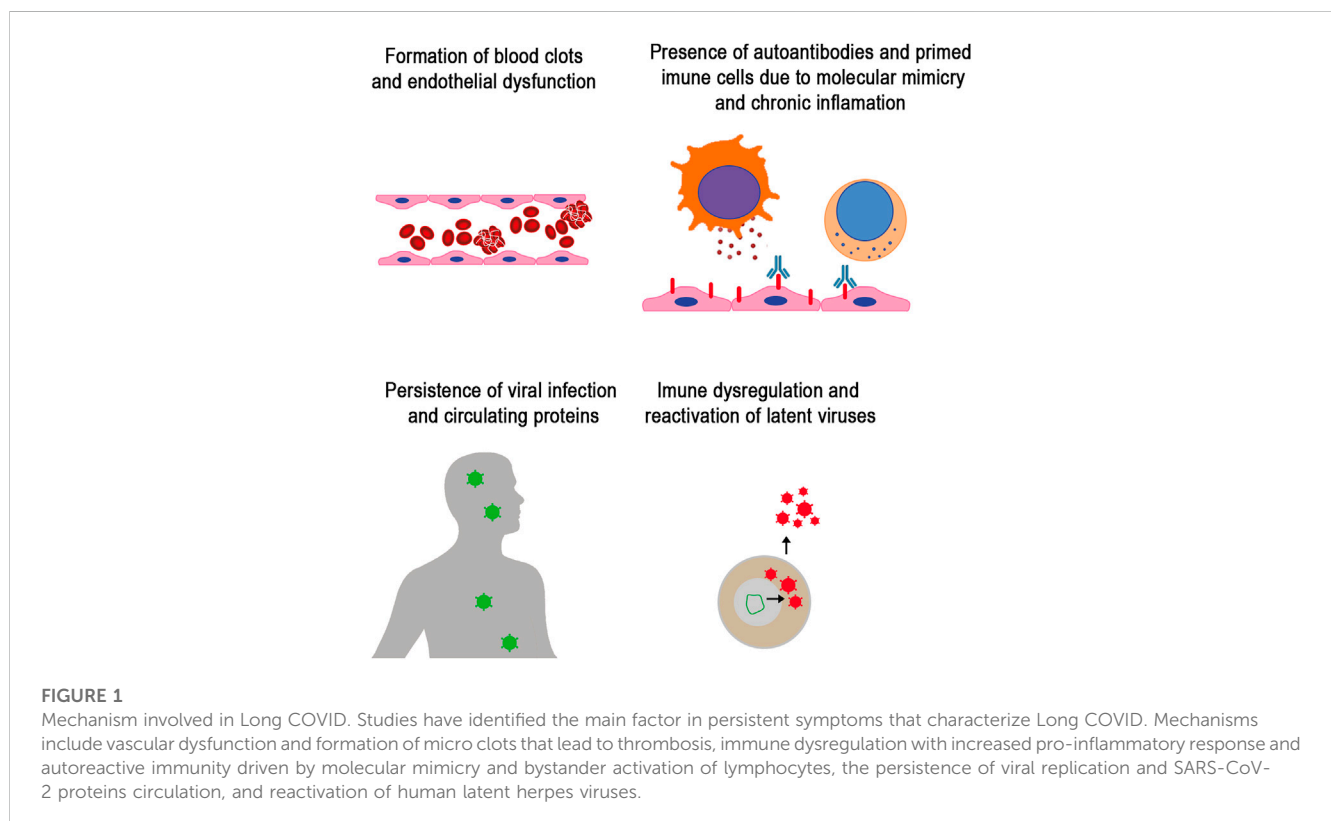 Formation of blood clots
and endothelial dysfunction
Presence of autoantibodies and primed
imune cells due to molecular mimicry
and chronic inflamation
Persistence of viral infection
and circulating proteins
Imune dysregulation and
reactivation of latent viruses
FIGURE 1
Mechanism involved in Long COVID. Studies have identified the main factor in persistent symptoms that characterize Long COVID. Mechanisms
include vascular dysfunction and formation of micro clots that lead to thrombosis, immune dysregulation with increased pro-inflammatory response and
autoreactive immunity driven by molecular mimicry and bystander activation of lymphocytes, the persistence of viral replication and SARS-CoV-
2 proteins circulation, and reactivation of human latent herpes viruses.